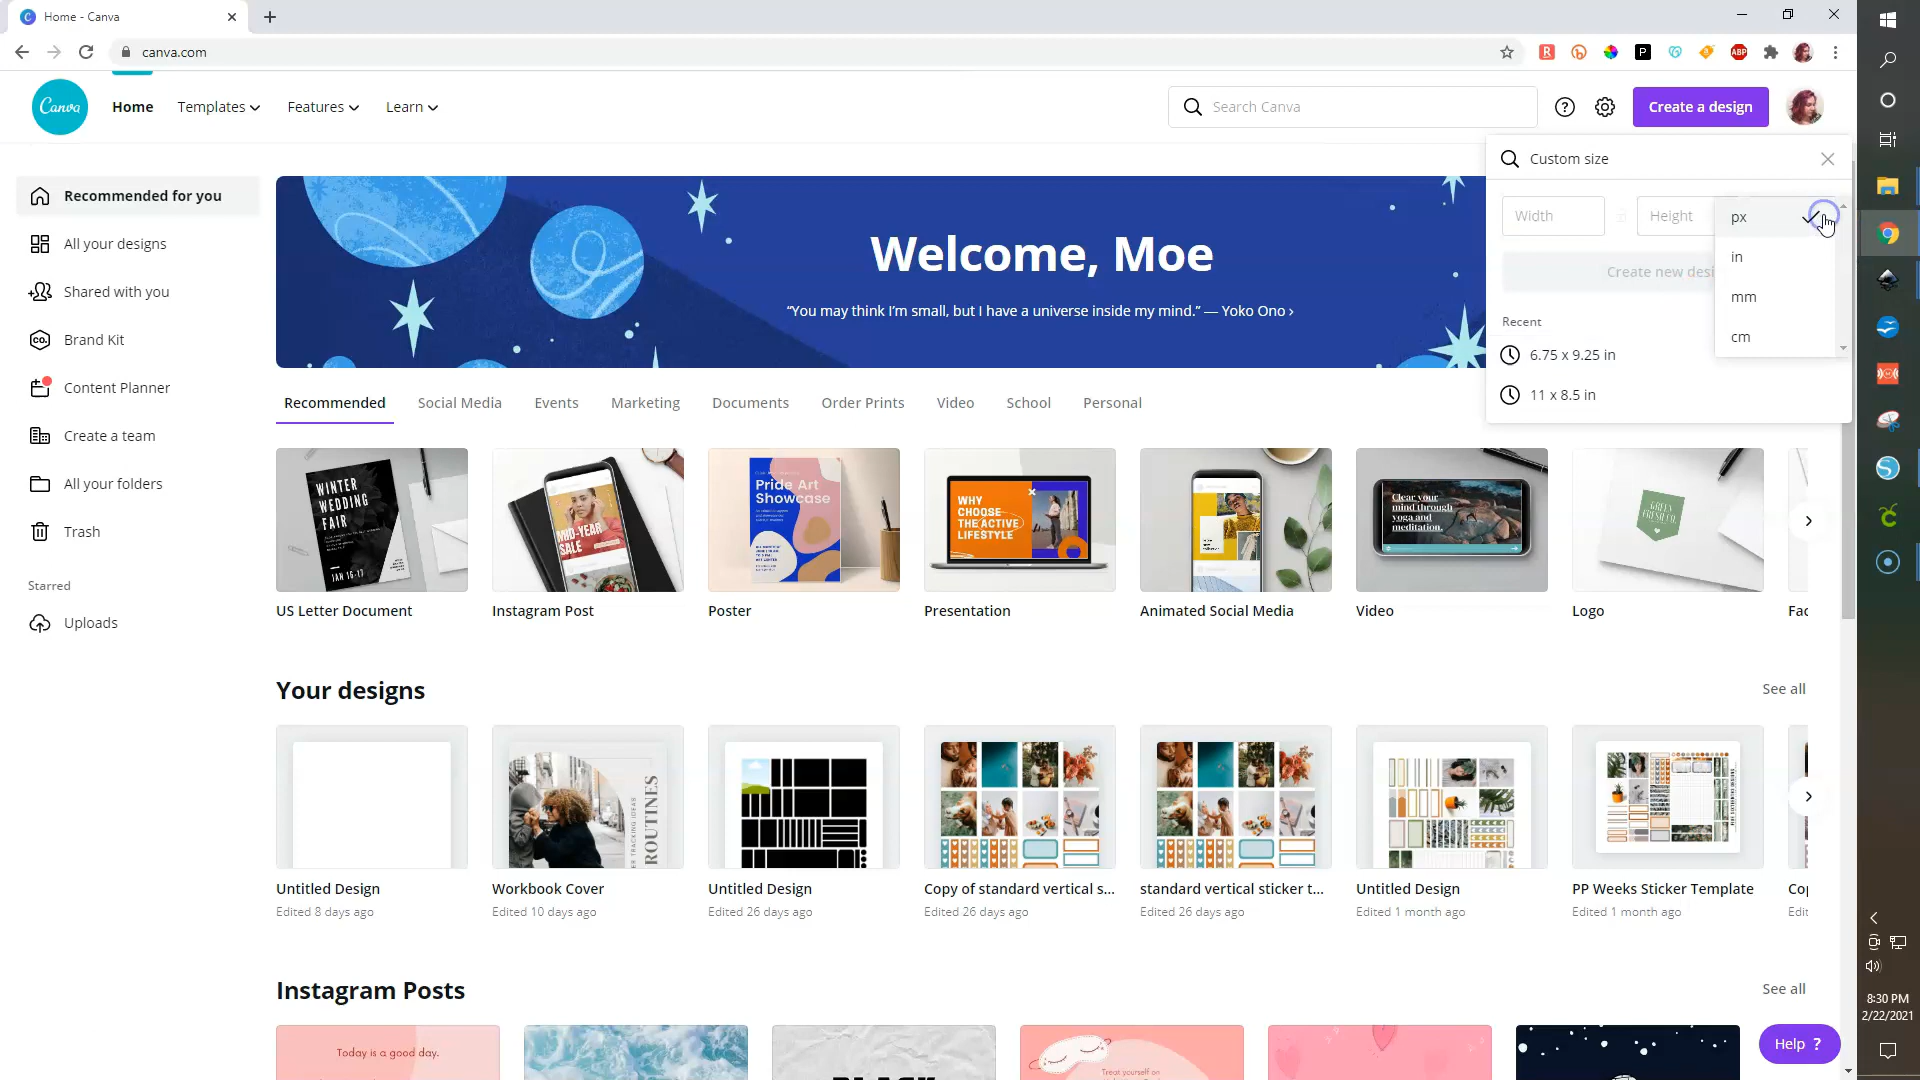 Home - Canva
canva.com
Canva
Home
Templates
Features
Learn
Search Canva
Create a design
Custom size
Width
Height
px
in
mm
cm
Create new desi
Recent
6.75 x 9.25 in
11 x 8.5 in
Recommended for you
All your designs
Shared with you
Brand Kit
Content Planner
Create a team
All your folders
Trash
Starred
Uploads
Welcome, Moe
“You may think I’m small, but I have a universe inside my mind.” — Yoko Ono ›
Recommended
Social Media
Events
Marketing
Documents
Order Prints
Video
School
Personal
WINTER
WEDDING
FAIR
JAN 16-17
MID-YEAR
SALE
Pride Art
Showcase
WHY
CHOOSE
THE ACTIVE
LIFESTYLE
Clear your
mind through
yoga and
meditation.
GREEN
FRESH CO.
US Letter Document
Instagram Post
Poster
Presentation
Animated Social Media
Video
Logo
Fac
Your designs
See all
ROUTINES
Untitled Design
Edited 8 days ago
Workbook Cover
Edited 10 days ago
Untitled Design
Edited 26 days ago
Copy of standard vertical s...
Edited 26 days ago
standard vertical sticker t...
Edited 26 days ago
Untitled Design
Edited 1 month ago
PP Weeks Sticker Template
Edited 1 month ago
Cop
Edit
Instagram Posts
See all
Today is a good day.
Treat yourself on
Help ?
8:30 PM
2/22/2021